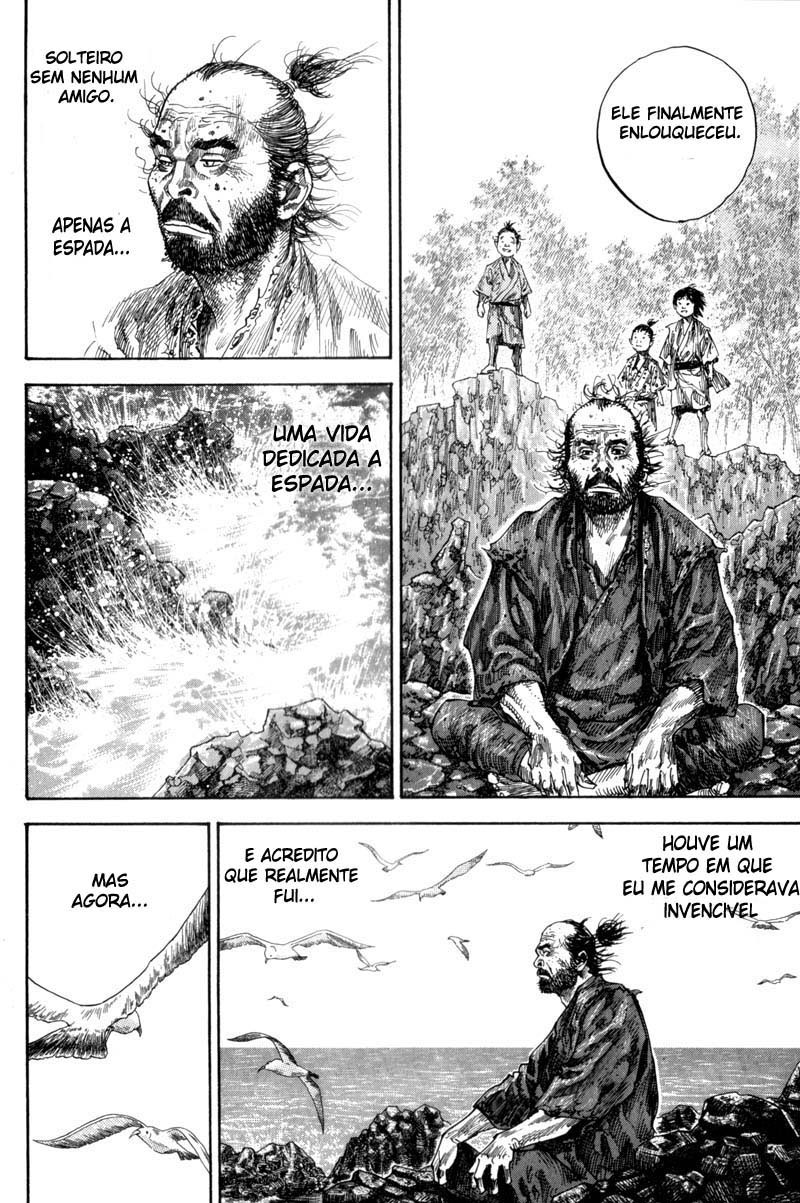 ELE FINALMENTE
ENLOUQUECEU.
SOLTEIRO
SEM NENHUM
AMIGO.
APENAS A
ESPADA...
UMA VIDA
DEDICADA A
ESPADA...
HOUVE UM
TEMPO EM QUE
EU ME CONSIDERAVA
INVENCIVEL
E ACREDITO
QUE REALMENTE
FUI...
MAS
AGORA...